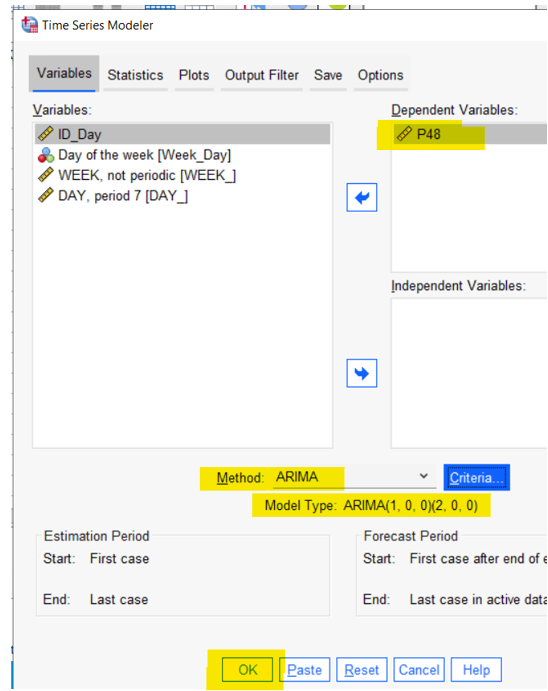 Time Series Modeler
Variables Statistics Plots Output Filter Save Options
Variables:
ID_Day
Day of the week [Week_Day]
WEEK, not periodic [WEEK_]
DAY, period 7 [DAY_]
Dependent Variables:
P48
Independent Variables:
Method: ARIMA Criteria...
Model Type: ARIMA(1, 0, 0)(2, 0, 0)
Estimation Period
Start: First case
End: Last case
Forecast Period
Start: First case after end of e
End: Last case in active data
OK Paste Reset Cancel Help